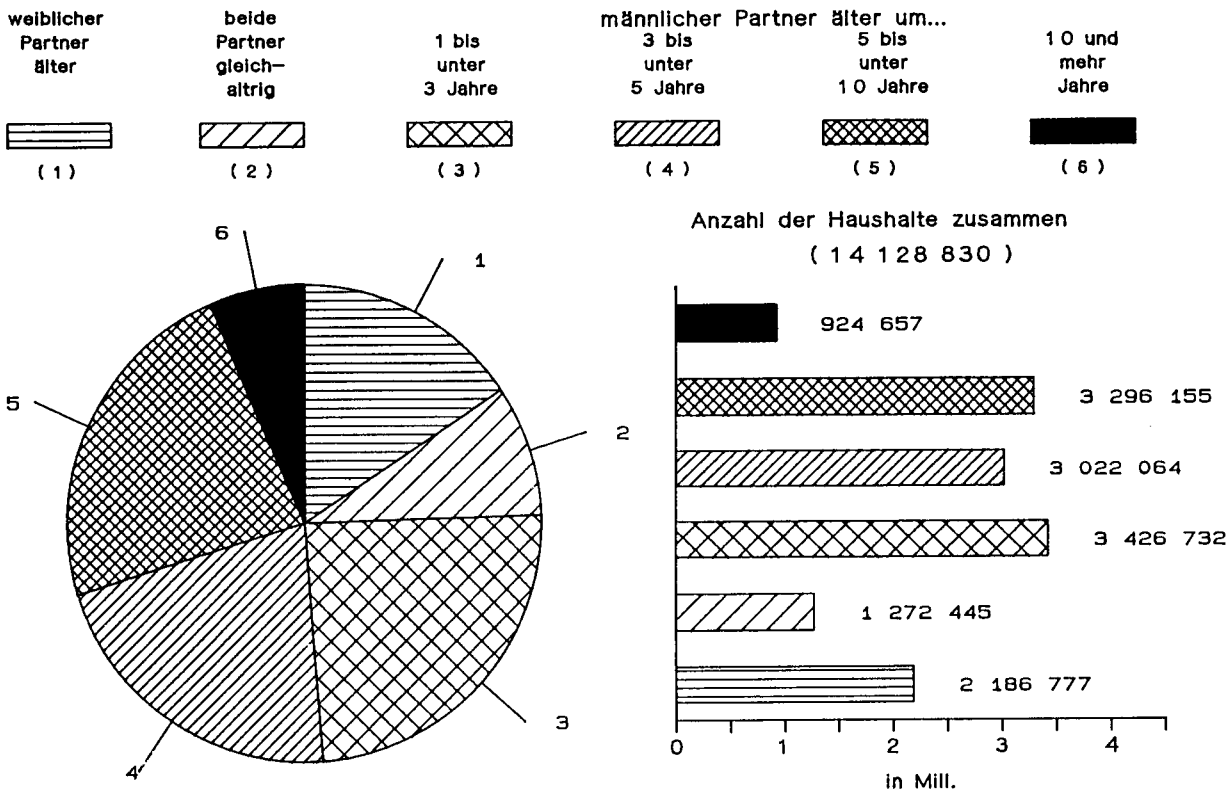 weiblicher
Partner
älter
beide
Partner
gleich-
altrig
männlicher Partner älter um...
1 bis
unter
3 Jahre
3 bis
unter
5 Jahre
5 bis
unter
10 Jahre
10 und
mehr
Jahre
(1)
(2)
(3)
(4)
(5)
(6)
6
1
5
2
4
3
Anzahl der Haushalte zusammen
(14 128 830)
924 657
3 296 155
3 022 064
3 426 732
1 272 445
2 186 777
0 1 2 3 4
in Mill.